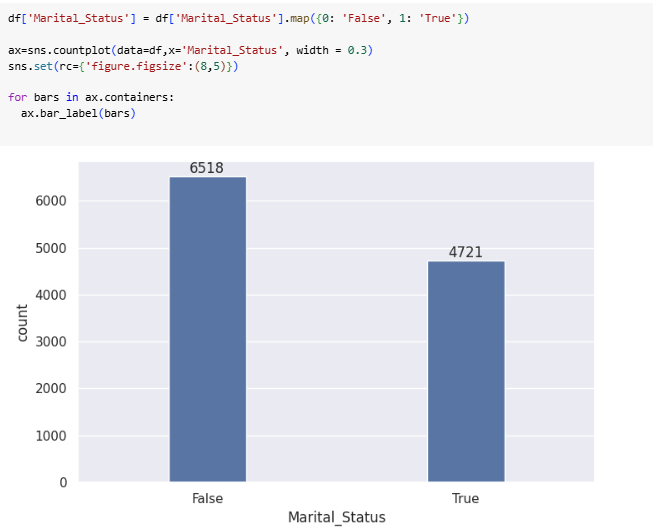 df['Marital_Status'] = df['Marital_Status'].map({0: 'False', 1: 'True'})
ax=sns.countplot(data=df,x='Marital_Status', width = 0.3)
sns.set(rc={'figure.figsize':(8,5)})
for bars in ax.containers:
  ax.bar_label(bars)
6518
6000
5000
4721
4000
3000
count
2000
1000
0
False
True
Marital_Status